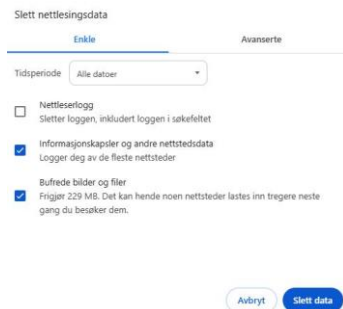 Slett nettlesingsdata
Enkle
Avanserte
Tidsperiode
Alle datoer
Nettleserlogg
Sletter loggen, inkludert loggen i søkefeltet
Informasjonskapsler og andre nettstedsdata
Logger deg av de fleste nettsteder
Bufrede bilder og filer
Frigjør 229 MB. Det kan hende noen nettsteder lastes inn tregere neste
gang du besøker dem.
Avbryt
Slett data